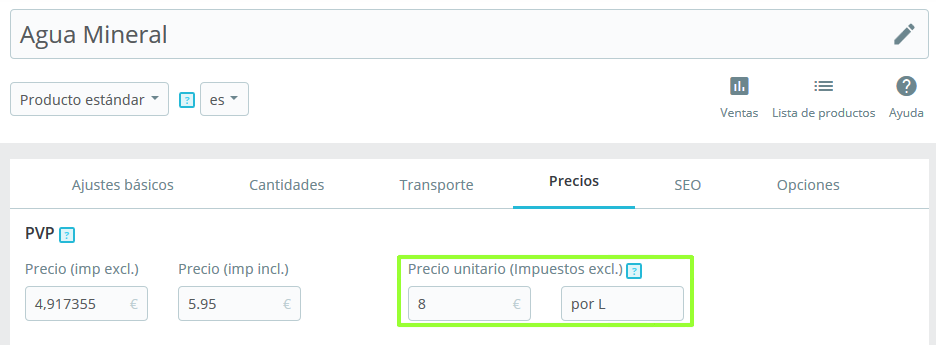 Agua Mineral
Producto estándar ? es
Ventas Lista de productos Ayuda
Ajustes básicos Cantidades Transporte Precios SEO Opciones
PVP ?
Precio (imp excl.) Precio (imp incl.) Precio unitario (Impuestos excl.) ?
4,917355 € 5.95 € 8 € por L